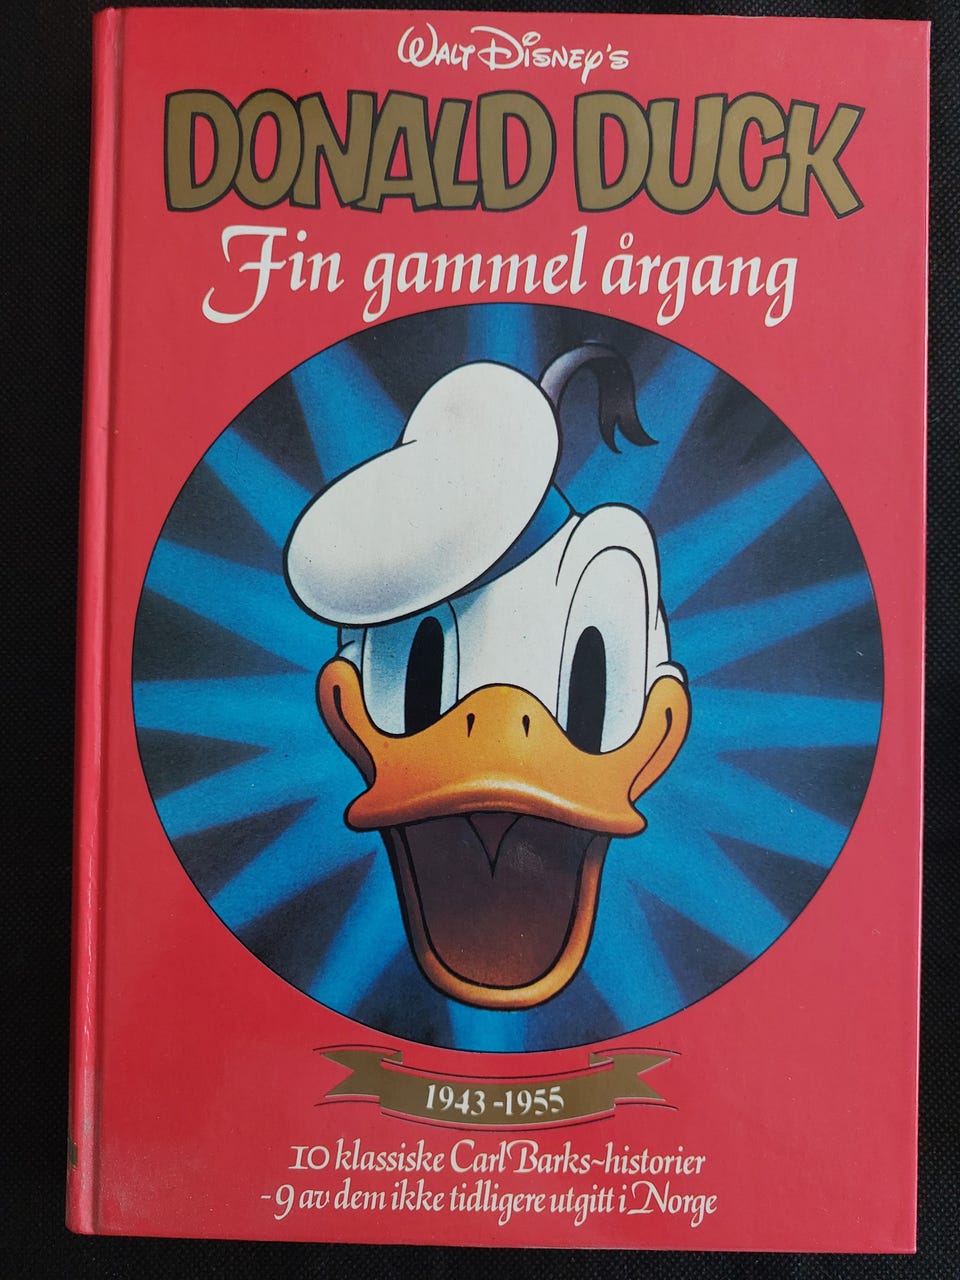 WALT DISNEY'S
DONALD DUCK
Fin gammel årgang
1943-1955
10 klassiske Carl Barks-historier
- 9 av dem ikke tidligere utgitt i Norge